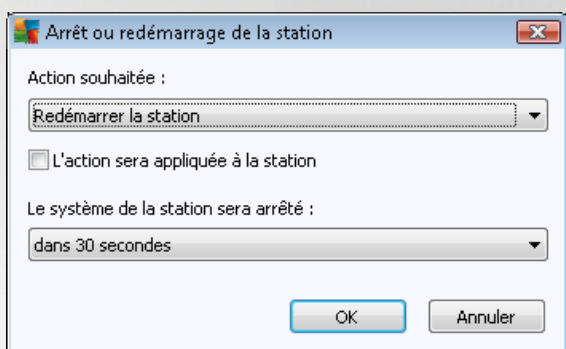 Arrêt ou redémarrage de la station
Action souhaitée :
Redémarrer la station
L'action sera appliquée à la station
Le système de la station sera arrêté :
dans 30 secondes
OK Annuler